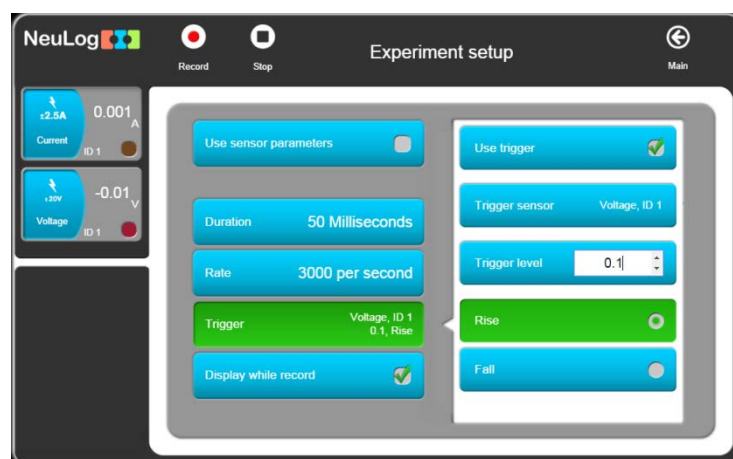 NeuLog
Record
Stop
Experiment setup
Main
±2.5A
0.001
A
Current
ID 1
±20V
-0.01
V
Voltage
ID 1
Use sensor parameters
Duration 50 Milliseconds
Rate 3000 per second
Trigger
Voltage, ID 1
0.1, Rise
Display while record
Use trigger
Trigger sensor Voltage, ID 1
Trigger level 0.1
Rise
Fall